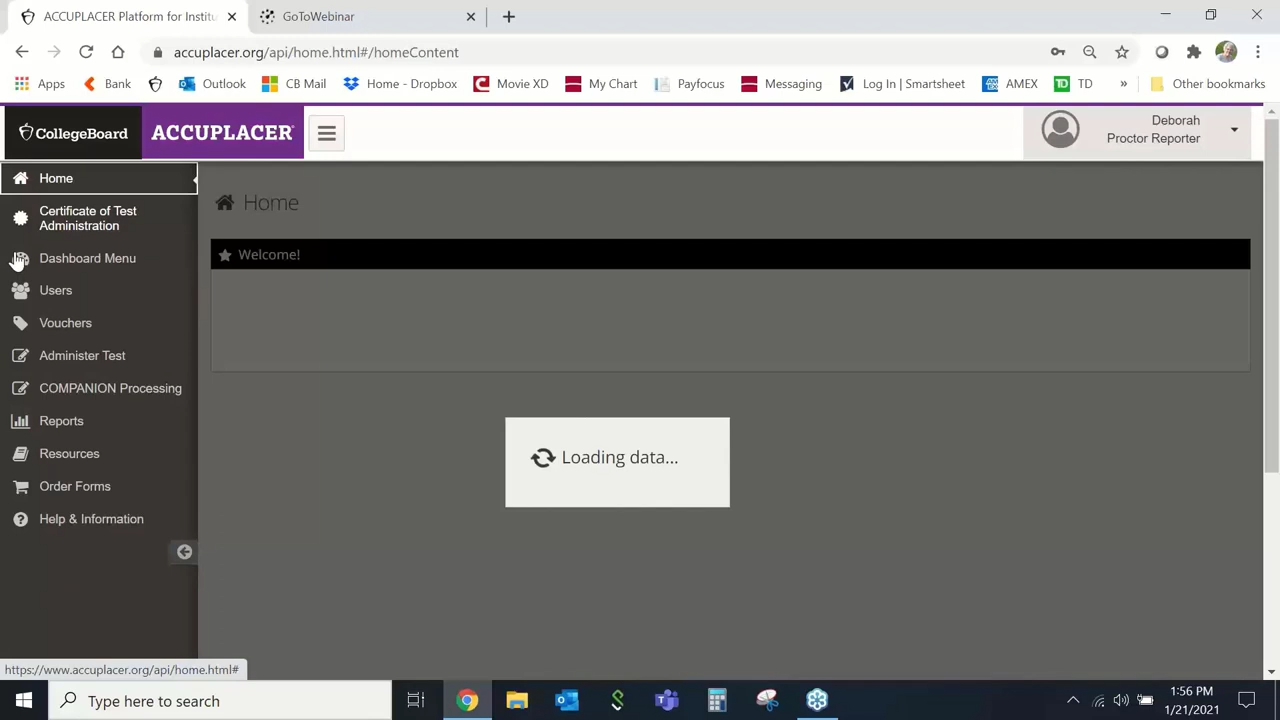 ACCUPLACER Platform for Institu
GoToWebinar
accuplacer.org/api/home.html#/homeContent
Apps
Bank
Outlook
CB Mail
Home - Dropbox
Movie XD
My Chart
Payfocus
Messaging
Log In | Smartsheet
AMEX
TD
»
Other bookmarks
CollegeBoard
ACCUPLACER
Deborah
Proctor Reporter
Home
Certificate of Test
Administration
Dashboard Menu
Users
Vouchers
Administer Test
COMPANION Processing
Reports
Resources
Order Forms
Help & Information
Home
Welcome!
Loading data...
https://www.accuplacer.org/api/home.html#
Type here to search
1:56 PM
1/21/2021